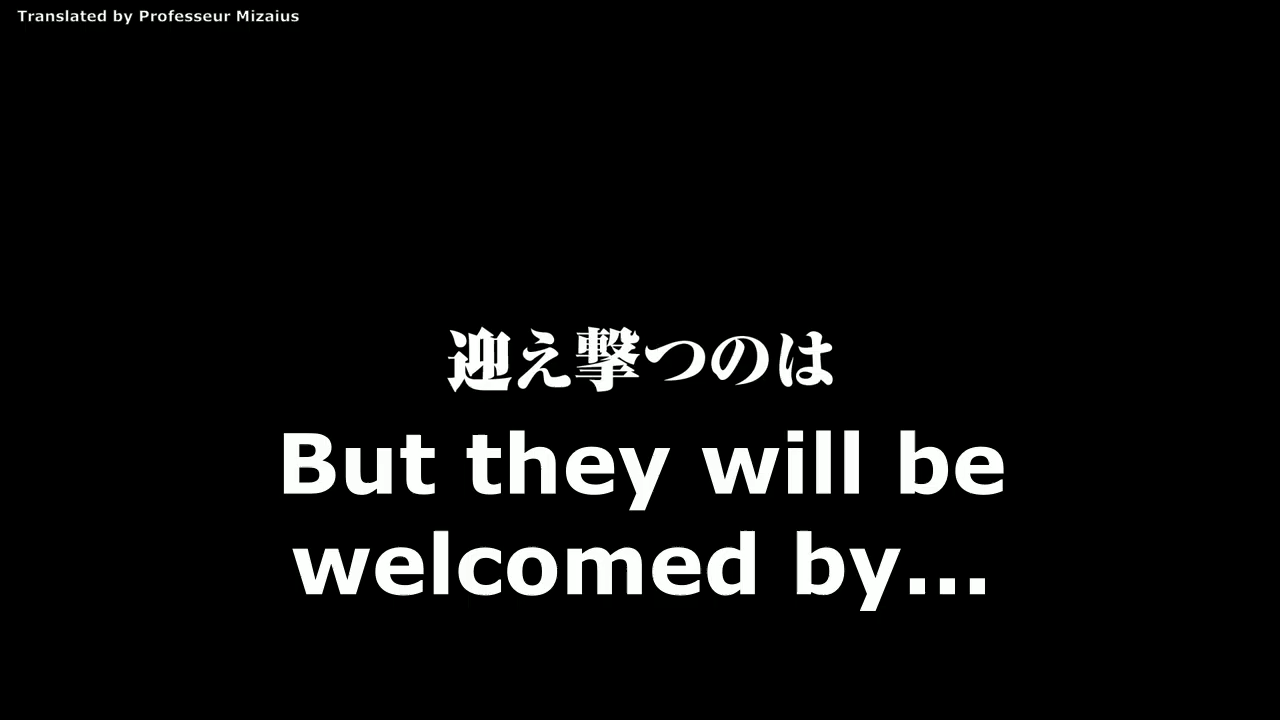 Translated by Professeur Mizaius
迎え撃つのは
But they will be
welcomed by...